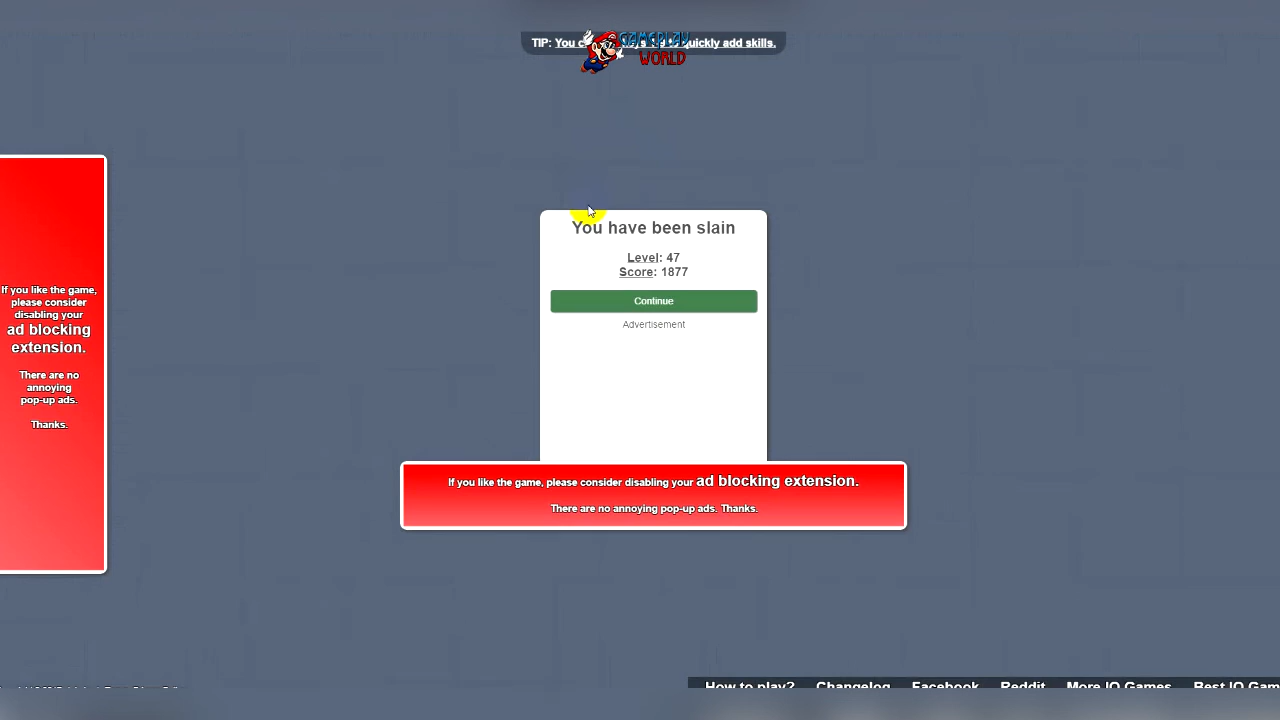 TIP: You c quickly add skills.
GAMEPLAY
WORLD
You have been slain
Level: 47
Score: 1877
Continue
Advertisement
If you like the game,
please consider
disabling your
ad blocking
extension.
There are no
annoying
pop-up ads.
Thanks.
If you like the game, please consider disabling your ad blocking extension.
There are no annoying pop-up ads. Thanks.
How to play? Changelog Facebook Reddit More IO Games Best IO Gam